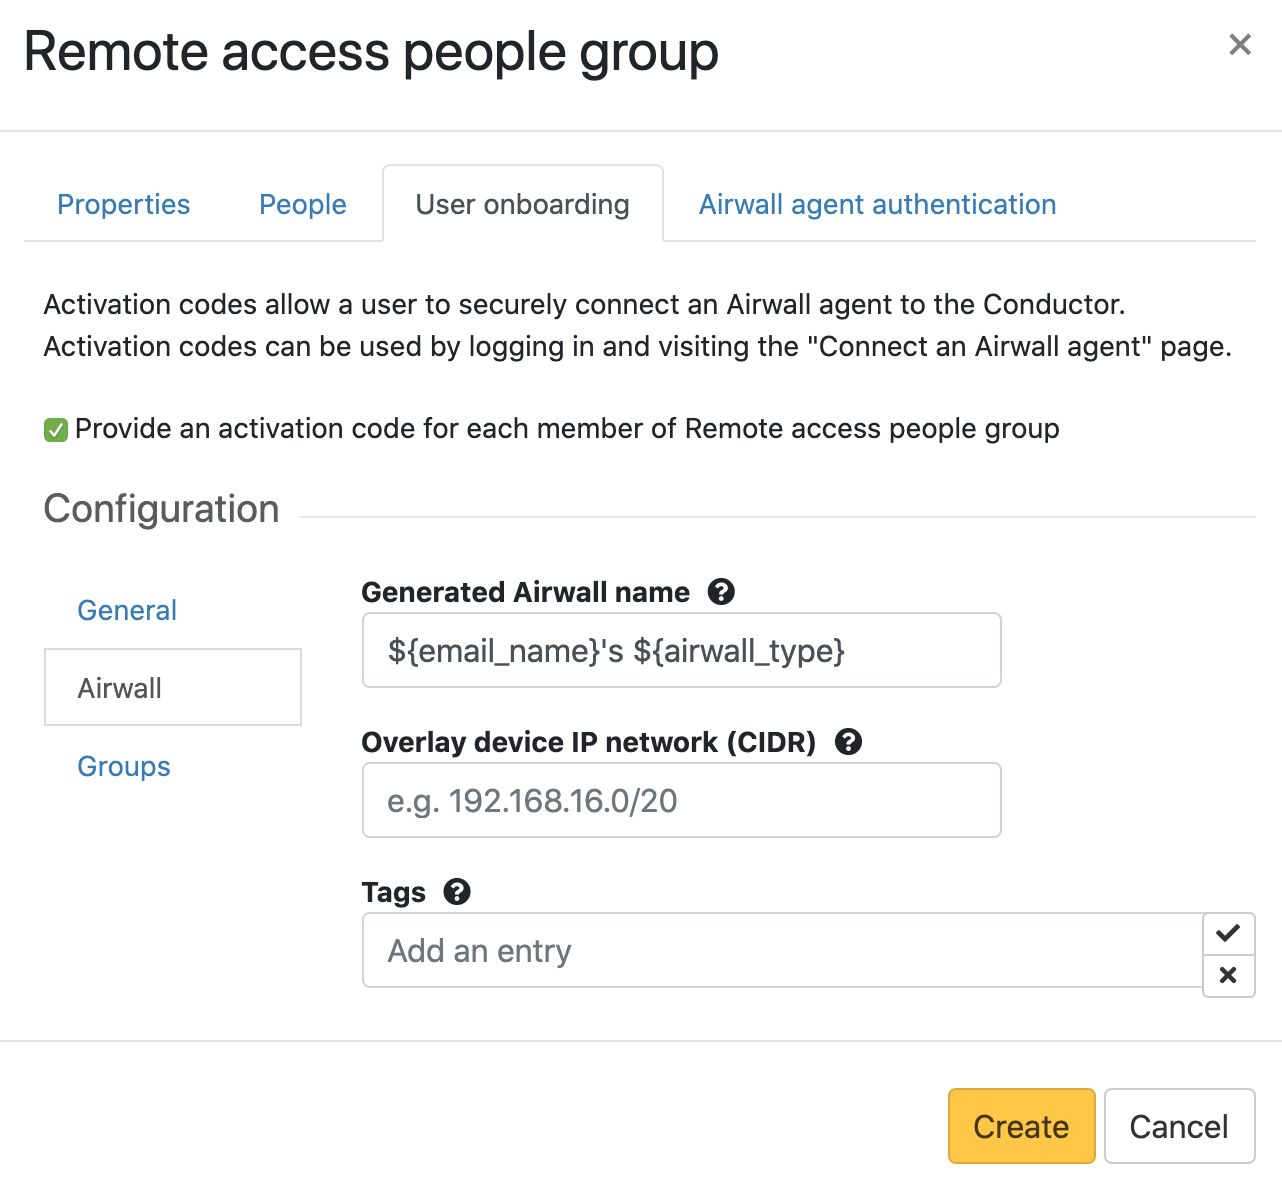 Remote access people group
Properties People User onboarding Airwall agent authentication
Activation codes allow a user to securely connect an Airwall agent to the Conductor.
Activation codes can be used by logging in and visiting the "Connect an Airwall agent" page.
Provide an activation code for each member of Remote access people group
Configuration
General
Airwall
Groups
Generated Airwall name
${email_name}'s ${airwall_type}
Overlay device IP network (CIDR)
e.g. 192.168.16.0/20
Tags
Add an entry
Create Cancel